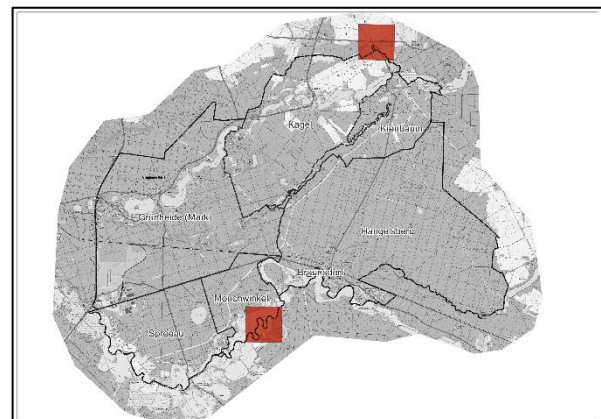 Kagel
Kienbaum
Grünheide (Mark)
Hangelsberg
Braunsdorf
Mönchwinkel
Spreeau